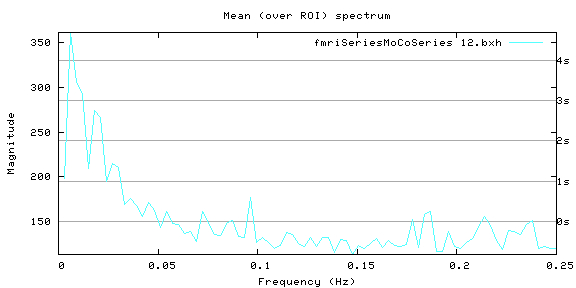 Mean (over ROI) spectrum
fmriSeriesMoCoSeries 12.bxh
350
300
250
200
150
4s
3s
2s
1s
0s
Magnitude
0 0.05 0.1 0.15 0.2 0.25
Frequency (Hz)